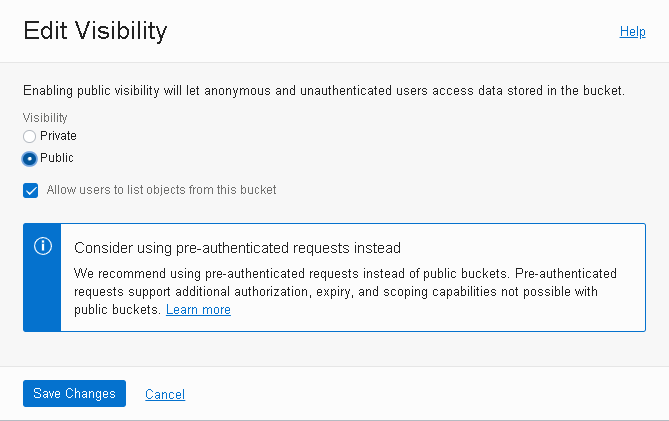 Edit Visibility
Help
Enabling public visibility will let anonymous and unauthenticated users access data stored in the bucket.
Visibility
Private
Public
Allow users to list objects from this bucket
Consider using pre-authenticated requests instead
We recommend using pre-authenticated requests instead of public buckets. Pre-authenticated
requests support additional authorization, expiry, and scoping capabilities not possible with
public buckets. Learn more
Save Changes
Cancel